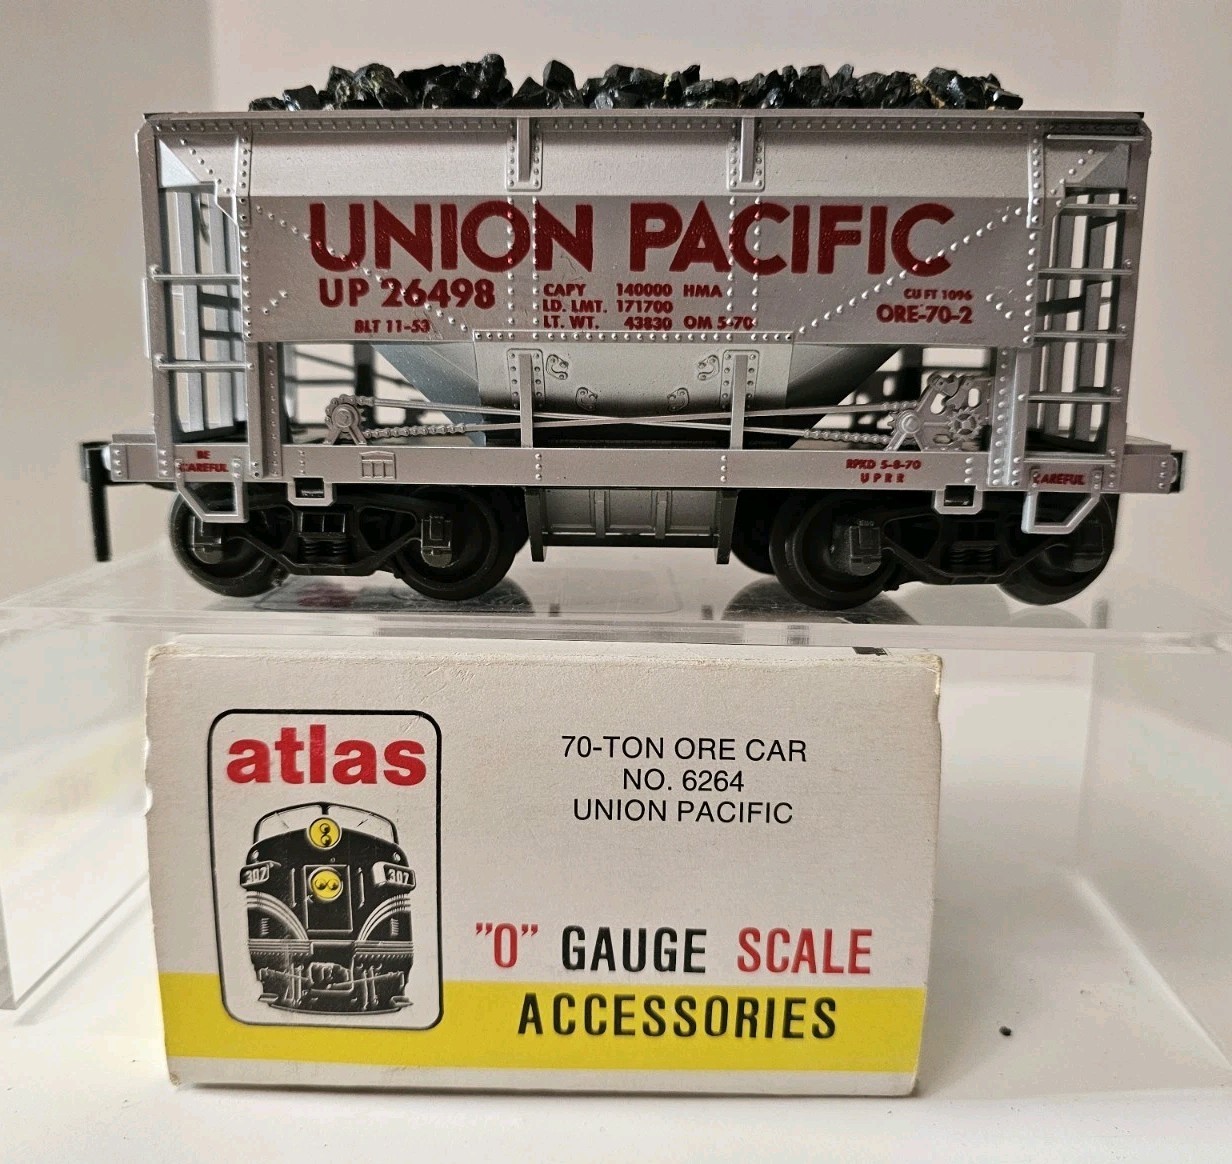 UNION PACIFIC
UP 26498
BLT 11-53
CAPY 140000 HMA
LD. LMT. 171700
LT. WT. 43830 OM 5-70
CU FT 1096
ORE-70-2
BE
CAREFUL
RPKD 5-8-70
U P R R
CAREFUL
atlas
307
307
70-TON ORE CAR
NO. 6264
UNION PACIFIC
"O" GAUGE SCALE
ACCESSORIES